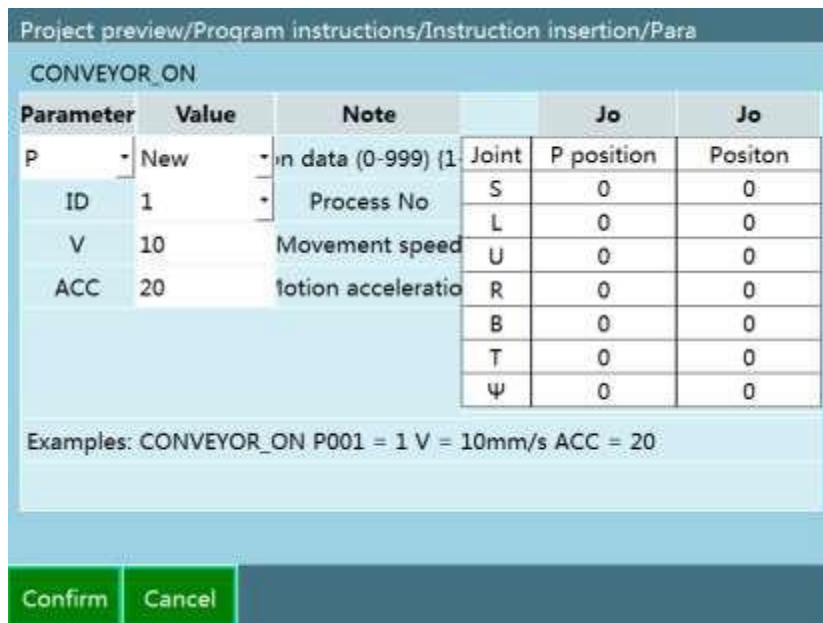 Project preview/Program instructions/Instruction insertion/Para
CONVEYOR_ON
Parameter Value Note Jo Jo
P New on data (0-999) (1- Joint P position Positon
ID 1 Process No S 0 0
L 0 0
V 10 Movement speed U 0 0
ACC 20 Motion acceleratio R 0 0
B 0 0
T 0 0
Ψ 0 0
Examples: CONVEYOR_ON P001 = 1 V = 10mm/s ACC = 20
Confirm Cancel